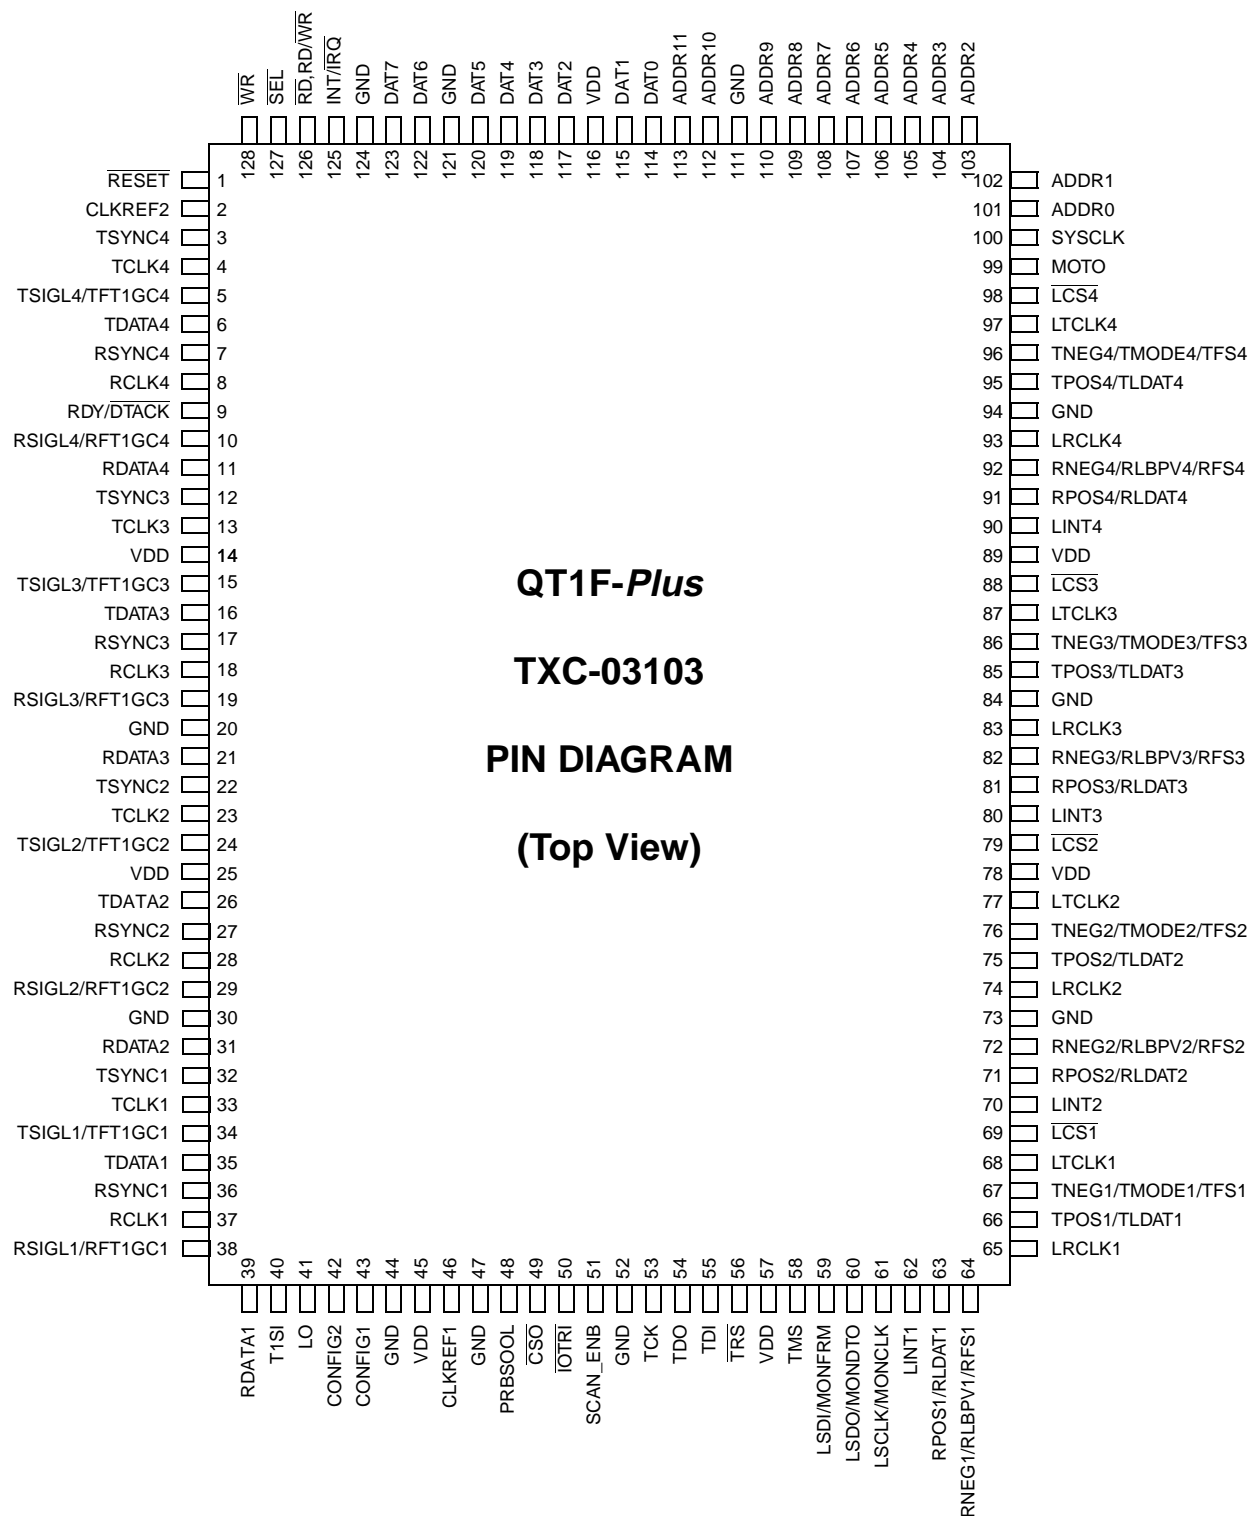 WR
SEL
RD,RD/WR
INT/IRQ
GND
DAT7
DAT6
GND
DAT5
DAT4
DAT3
DAT2
VDD
DAT1
DAT0
ADDR11
ADDR10
GND
ADDR9
ADDR8
ADDR7
ADDR6
ADDR5
ADDR4
ADDR3
ADDR2
128
127
126
125
124
123
122
121
120
119
118
117
116
115
114
113
112
111
110
109
108
107
106
105
104
103
RESET 1
CLKREF2 2
TSYNC4 3
TCLK4 4
TSIGL4/TFT1GC4 5
TDATA4 6
RSYNC4 7
RCLK4 8
RDY/DTACK 9
RSIGL4/RFT1GC4 10
RDATA4 11
TSYNC3 12
TCLK3 13
VDD 14
TSIGL3/TFT1GC3 15
TDATA3 16
RSYNC3 17
RCLK3 18
RSIGL3/RFT1GC3 19
GND 20
RDATA3 21
TSYNC2 22
TCLK2 23
TSIGL2/TFT1GC2 24
VDD 25
TDATA2 26
RSYNC2 27
RCLK2 28
RSIGL2/RFT1GC2 29
GND 30
RDATA2 31
TSYNC1 32
TCLK1 33
TSIGL1/TFT1GC1 34
TDATA1 35
RSYNC1 36
RCLK1 37
RSIGL1/RFT1GC1 38
QT1F-Plus
TXC-03103
PIN DIAGRAM
(Top View)
102 ADDR1
101 ADDR0
100 SYSCLK
99 MOTO
98 LCS4
97 LTCLK4
96 TNEG4/TMODE4/TFS4
95 TPOS4/TLDAT4
94 GND
93 LRCLK4
92 RNEG4/RLBPV4/RFS4
91 RPOS4/RLDAT4
90 LINT4
89 VDD
88 LCS3
87 LTCLK3
86 TNEG3/TMODE3/TFS3
85 TPOS3/TLDAT3
84 GND
83 LRCLK3
82 RNEG3/RLBPV3/RFS3
81 RPOS3/RLDAT3
80 LINT3
79 LCS2
78 VDD
77 LTCLK2
76 TNEG2/TMODE2/TFS2
75 TPOS2/TLDAT2
74 LRCLK2
73 GND
72 RNEG2/RLBPV2/RFS2
71 RPOS2/RLDAT2
70 LINT2
69 LCS1
68 LTCLK1
67 TNEG1/TMODE1/TFS1
66 TPOS1/TLDAT1
65 LRCLK1
39
40
41
42
43
44
45
46
47
48
49
50
51
52
53
54
55
56
57
58
59
60
61
62
63
64
RDATA1
T1SI
LO
CONFIG2
CONFIG1
GND
VDD
CLKREF1
GND
PRBSOOL
CSO
IOTRI
SCAN_ENB
GND
TCK
TDO
TDI
TRS
VDD
TMS
LSDI/MONFRM
LSDO/MONDTO
LSCLK/MONCLK
LINT1
RPOS1/RLDAT1
RNEG1/RLBPV1/RFS1